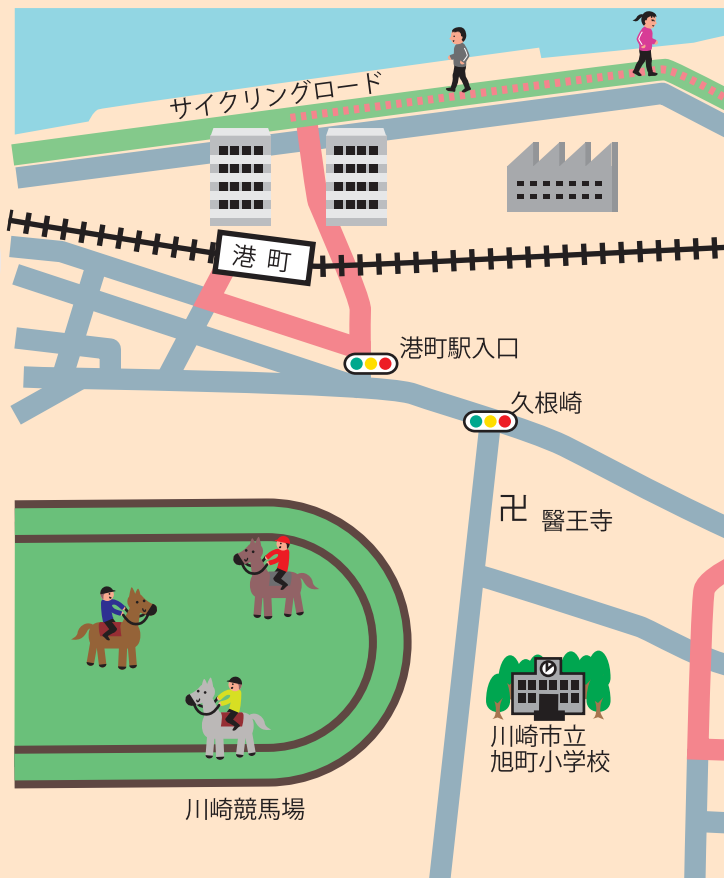 サイクリングロード
港町
港町駅入口
久根崎
卍 醫王寺
川崎市立
旭町小学校
川崎競馬場